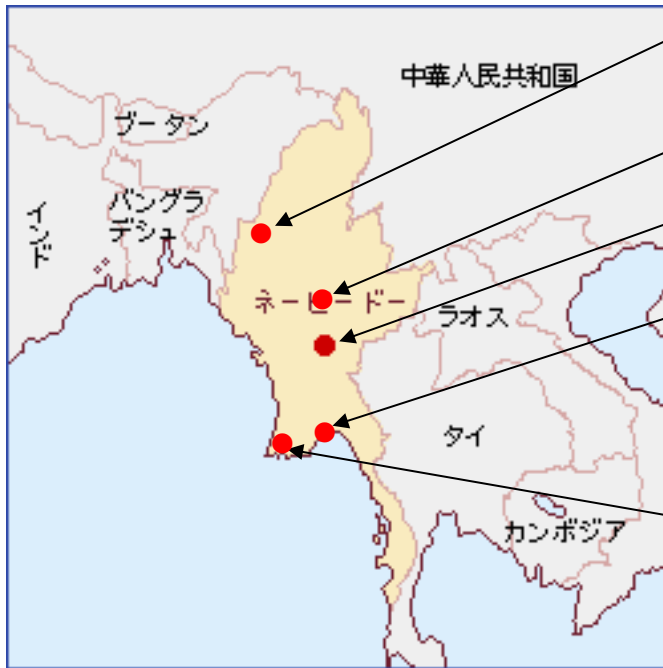 中華人民共和国
ブータン
バングラ
デシュ
インド
ネーピードー
ラオス
タイ
カンボジア